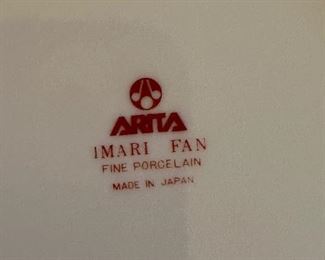 ARITA
IMARI FAN
FINE PORCELAIN
MADE IN JAPAN